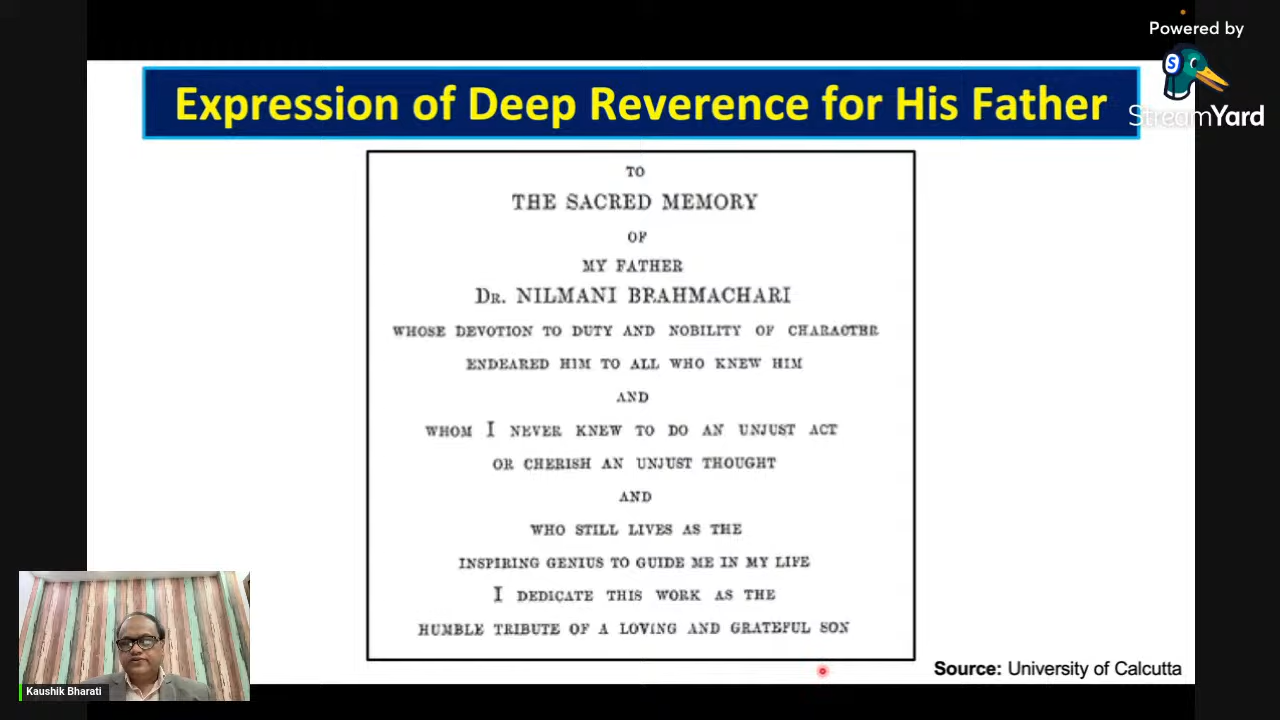 Powered by
StreamYard
Expression of Deep Reverence for His Father
TO
THE SACRED MEMORY
OF
MY FATHER
DR. NILMANI BRAHMACHARI
WHOSE DEVOTION TO DUTY AND NOBILITY OF CHARACTER
ENDEARED HIM TO ALL WHO KNEW HIM
AND
WHOM I NEVER KNEW TO DO AN UNJUST ACT
OR CHERISH AN UNJUST THOUGHT
AND
WHO STILL LIVES AS THE
INSPIRING GENIUS TO GUIDE ME IN MY LIFE
I DEDICATE THIS WORK AS THE
HUMBLE TRIBUTE OF A LOVING AND GRATEFUL SON
Source: University of Calcutta
Kaushik Bharati